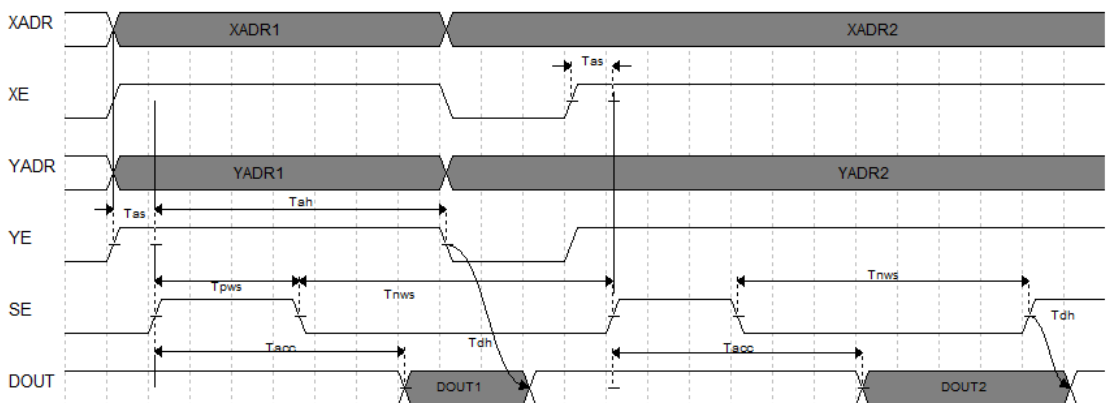 XADR XADR1 XADR2
Tas
XE
YADR YADR1 YADR2
Tas Tah
YE
Tpws Tnws Tnws
SE
Tdh
Tacc Tdh Tacc
DOUT DOUT1 DOUT2